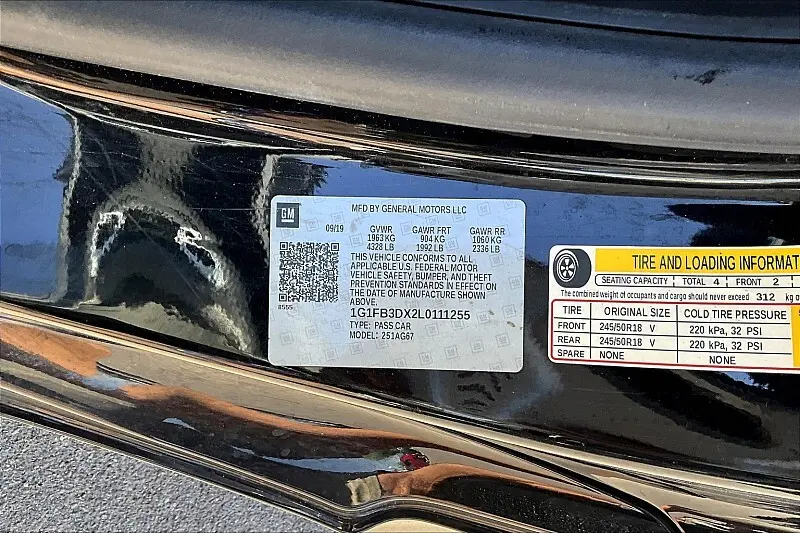 GM
MFD BY GENERAL MOTORS LLC
09/19 GVWR GAWR FRT GAWR RR
1963 KG 904 KG 1060 KG
4328 LB 1992 LB 2336 LB
THIS VEHICLE CONFORMS TO ALL
APPLICABLE U.S. FEDERAL MOTOR
VEHICLE SAFETY, BUMPER, AND THEFT
PREVENTION STANDARDS IN EFFECT ON
THE DATE OF MANUFACTURE SHOWN
ABOVE.
8555
1G1FB3DX2L0111255
TYPE: PASS CAR
MODEL: 251AG67
TIRE AND LOADING INFORMAT
SEATING CAPACITY TOTAL 4 FRONT 2
The combined weight of occupants and cargo should never exceed 312 kg o
TIRE ORIGINAL SIZE COLD TIRE PRESSURE
FRONT 245/50R18 V 220 kPa, 32 PSI
REAR 245/50R18 V 220 kPa, 32 PSI
SPARE NONE NONE